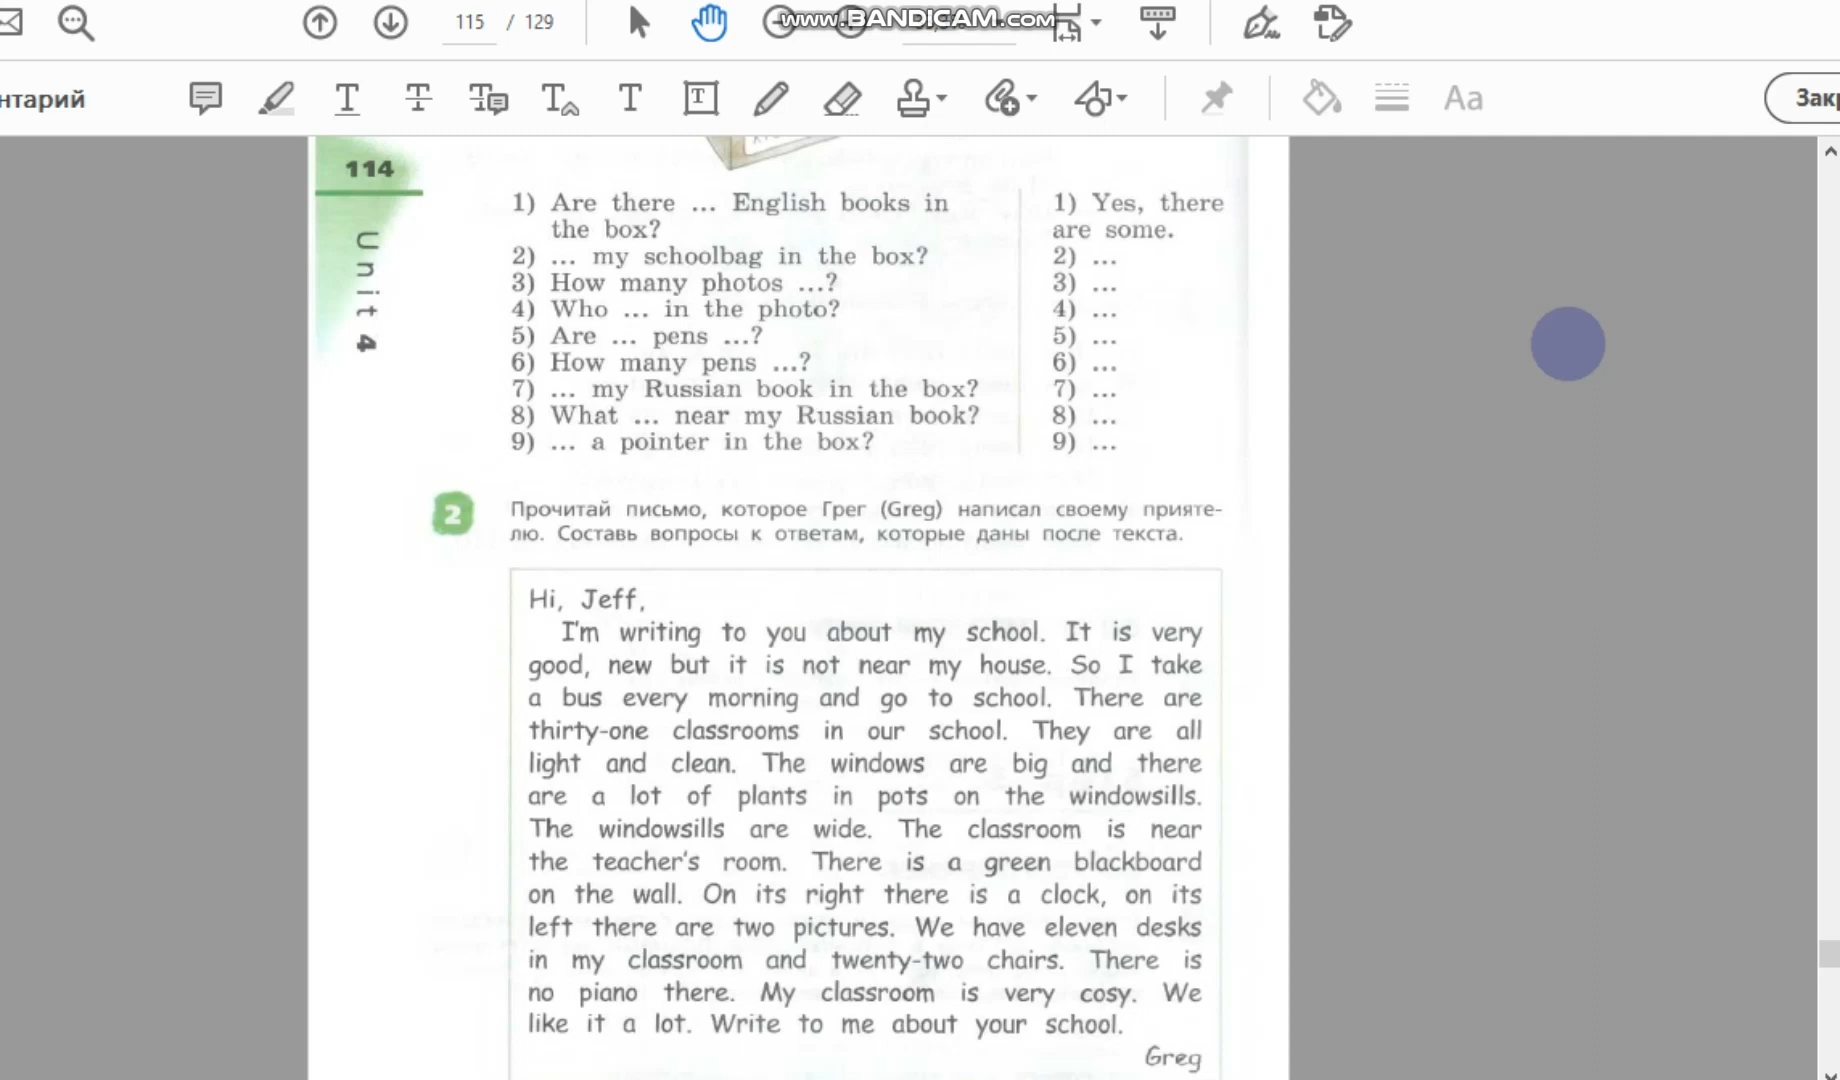 115 / 129
www.BANDICAM.com
нтарий
Aa
Закр
114
Unit 4
1) Are there ... English books in
the box?
2) ... my schoolbag in the box?
3) How many photos ...?
4) Who ... in the photo?
5) Are ... pens ...?
6) How many pens ...?
7) ... my Russian book in the box?
8) What ... near my Russian book?
9) ... a pointer in the box?
1) Yes, there
are some.
2) ...
3) ...
4) ...
5) ...
6) ...
7) ...
8) ...
9) ...
2
Прочитай письмо, которое Грег (Greg) написал своему прияте-
лю. Составь вопросы к ответам, которые даны после текста.
Hi, Jeff,
I'm writing to you about my school. It is very
good, new but it is not near my house. So I take
a bus every morning and go to school. There are
thirty-one classrooms in our school. They are all
light and clean. The windows are big and there
are a lot of plants in pots on the windowsills.
The windowsills are wide. The classroom is near
the teacher's room. There is a green blackboard
on the wall. On its right there is a clock, on its
left there are two pictures. We have eleven desks
in my classroom and twenty-two chairs. There is
no piano there. My classroom is very cosy. We
like it a lot. Write to me about your school.
Greg